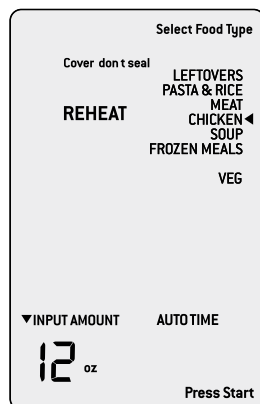 Select Food Type
Cover don t seal
LEFTOVERS
PASTA & RICE
MEAT
REHEAT
CHICKEN
SOUP
FROZEN MEALS
VEG
INPUT AMOUNT AUTO TIME
12 oz
Press Start